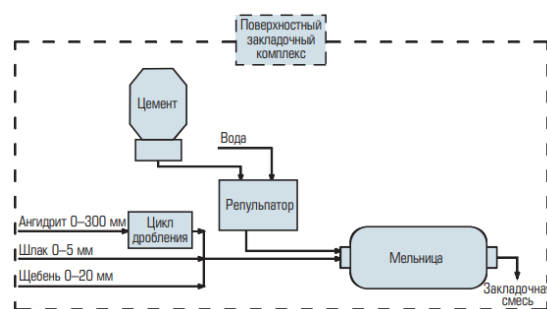 Поверхностный
закладочный
комплекс
Цемент
Вода
Репульпатор
Ангидрит 0–300 мм
Цикл
дробления
Шлак 0–5 мм
Мельница
Щебень 0–20 мм
Закладочная
смесь